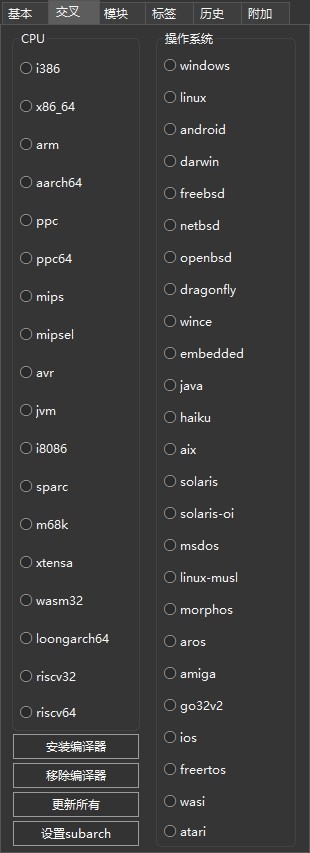 基本 交叉 模块 标签 历史 附加
CPU
i386
x86_64
arm
aarch64
ppc
ppc64
mips
mipsel
avr
jvm
i8086
sparc
m68k
xtensa
wasm32
loongarch64
riscv32
riscv64
安装编译器
移除编译器
更新所有
设置subarch
操作系统
windows
linux
android
darwin
freebsd
netbsd
openbsd
dragonfly
wince
embedded
java
haiku
aix
solaris
solaris-oi
msdos
linux-musl
morphos
aros
amiga
go32v2
ios
freertos
wasi
atari